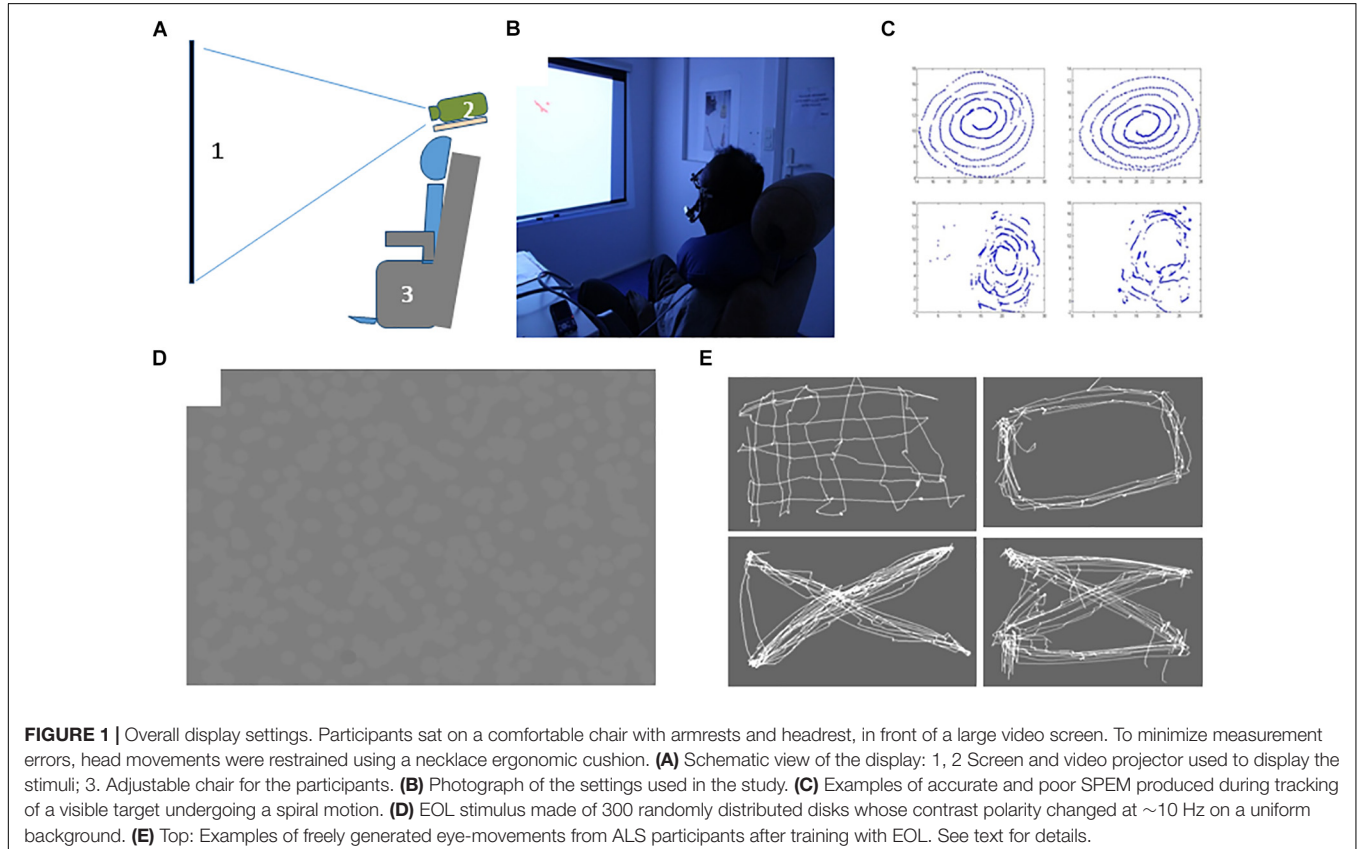 A
B
C
1
2
3
D
E
FIGURE 1 | Overall display settings. Participants sat on a comfortable chair with armrests and headrest, in front of a large video screen. To minimize measurement
errors, head movements were restrained using a necklace ergonomic cushion. (A) Schematic view of the display: 1, 2 Screen and video projector used to display the
stimuli; 3. Adjustable chair for the participants. (B) Photograph of the settings used in the study. (C) Examples of accurate and poor SPEM produced during tracking
of a visible target undergoing a spiral motion. (D) EOL stimulus made of 300 randomly distributed disks whose contrast polarity changed at ∼10 Hz on a uniform
background. (E) Top: Examples of freely generated eye-movements from ALS participants after training with EOL. See text for details.